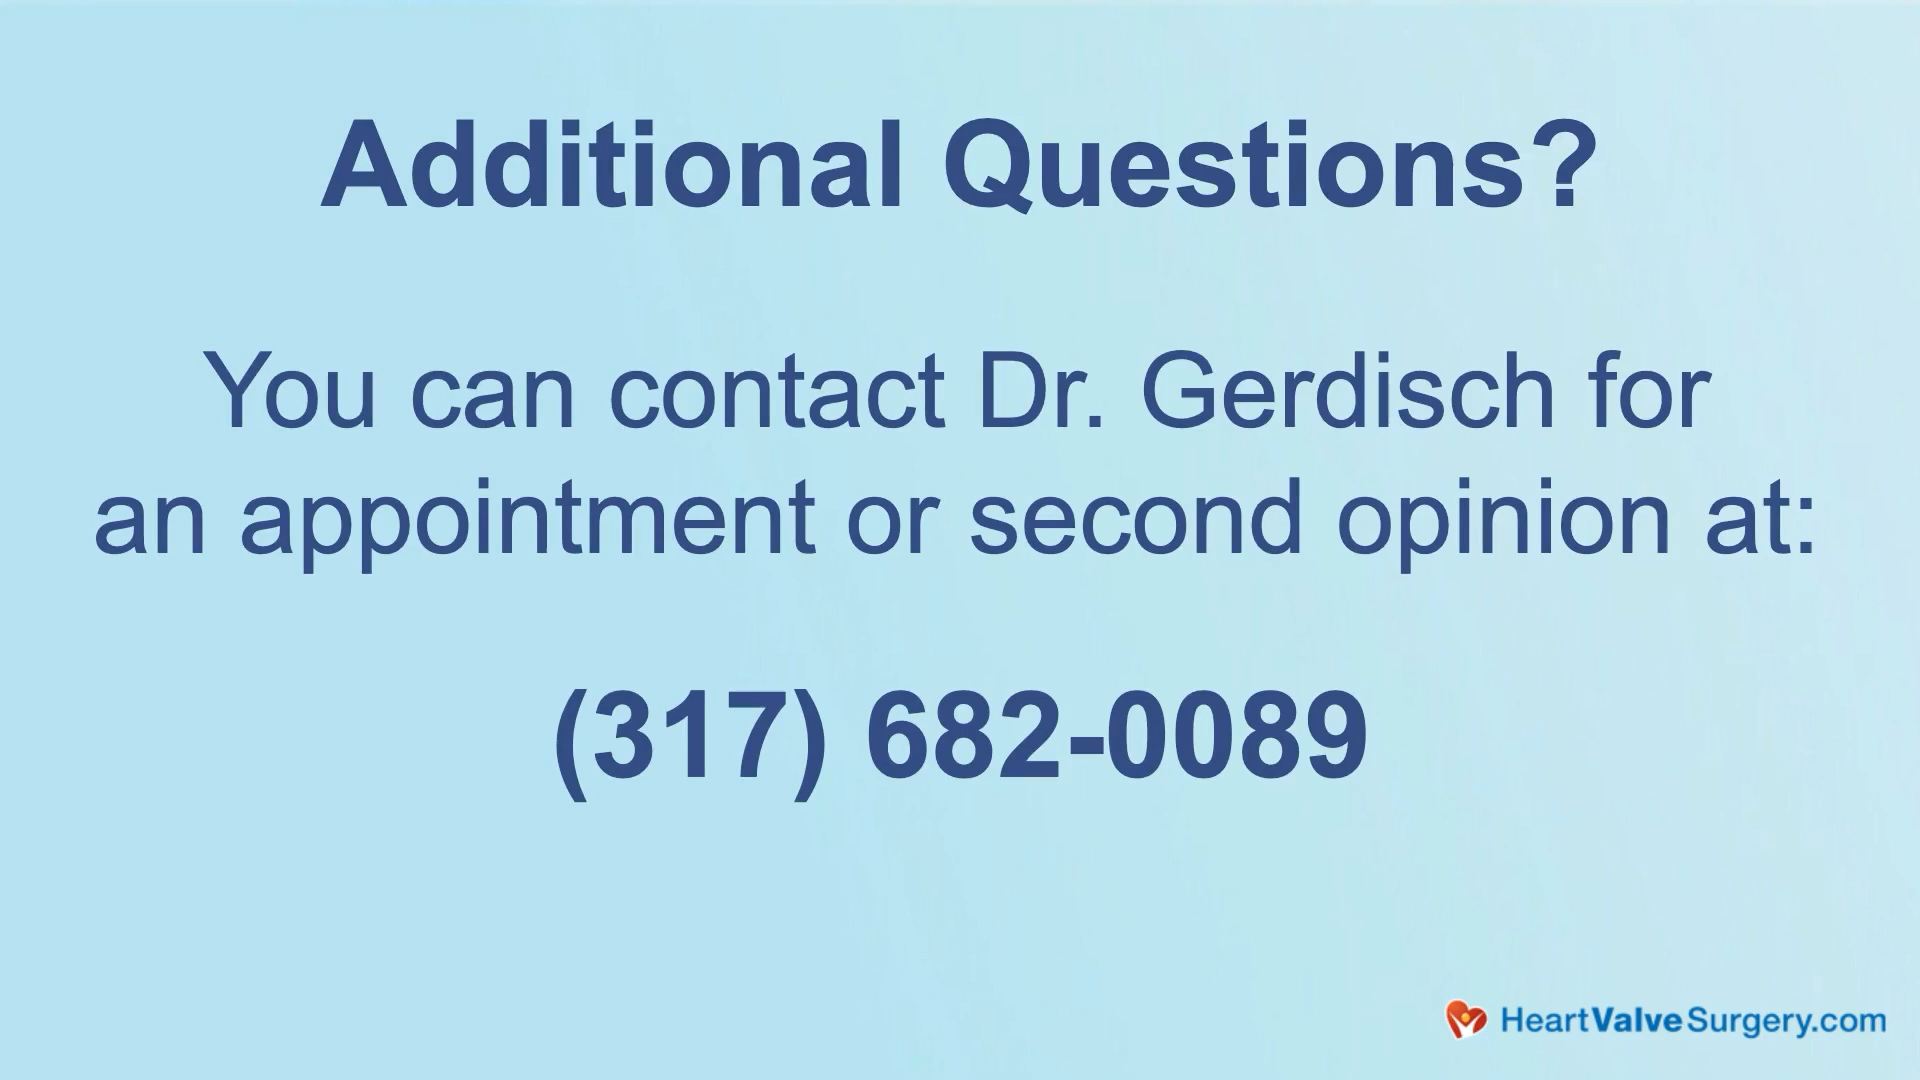 Additional Questions?
You can contact Dr. Gerdisch for
an appointment or second opinion at:
(317) 682-0089
HeartValveSurgery.com